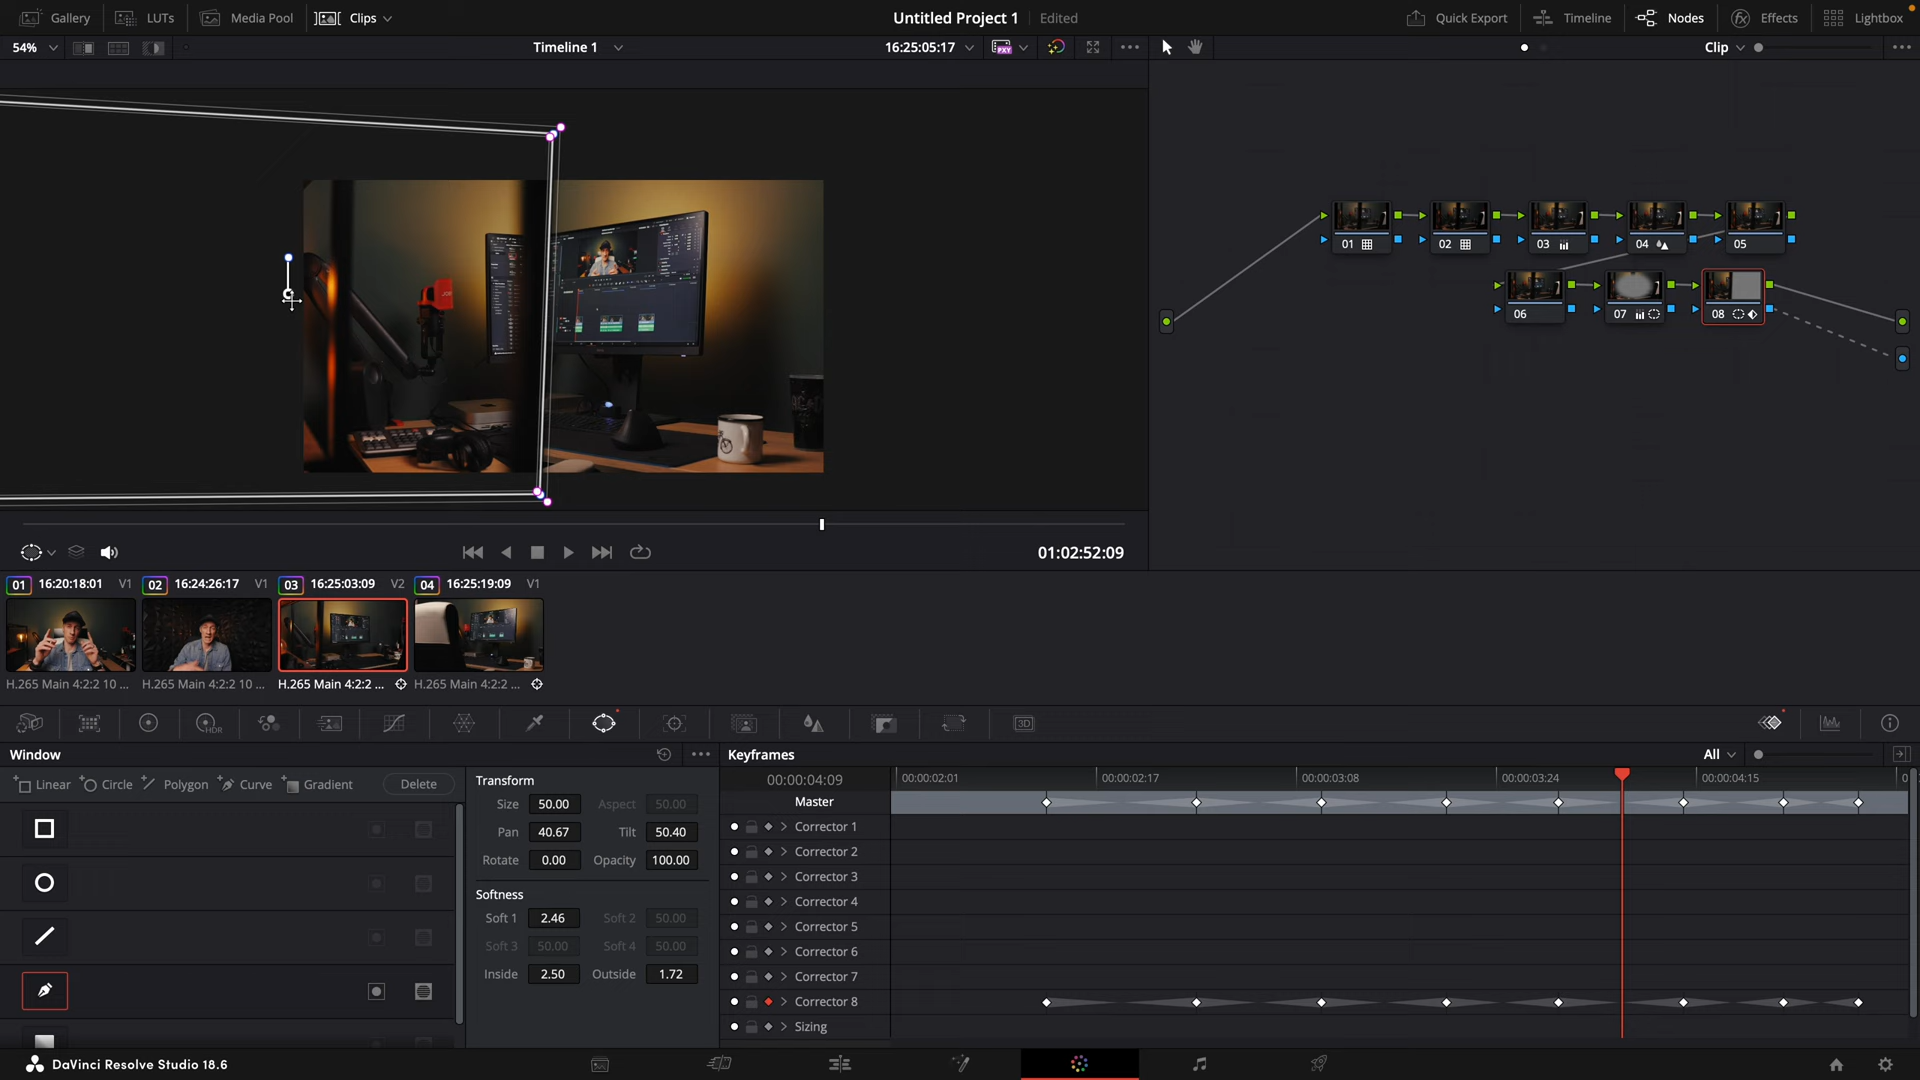 Gallery LUTs Media Pool Clips Untitled Project 1 Edited Quick Export Timeline Nodes Effects Lightbox
54% Timeline 1 16:25:05:17 PXY Clip
01 02 03 04 05
06 07 08
01:02:52:09
01 16:20:18:01 V1 02 16:24:26:17 V1 03 16:25:03:09 V2 04 16:25:19:09 V1
H.265 Main 4:2:2 10 ... H.265 Main 4:2:2 10 ... H.265 Main 4:2:2 ... H.265 Main 4:2:2 ...
HDR 3D
Window Keyframes All
Linear Circle Polygon Curve Gradient Delete
Transform
Size 50.00 Aspect 50.00
Pan 40.67 Tilt 50.40
Rotate 0.00 Opacity 100.00
Softness
Soft 1 2.46 Soft 2 50.00
Soft 3 50.00 Soft 4 50.00
Inside 2.50 Outside 1.72
00:00:04:09 00:00:02:01 00:00:02:17 00:00:03:08 00:00:03:24 00:00:04:15 0
Master
Corrector 1
Corrector 2
Corrector 3
Corrector 4
Corrector 5
Corrector 6
Corrector 7
Corrector 8
Sizing
DaVinci Resolve Studio 18.6